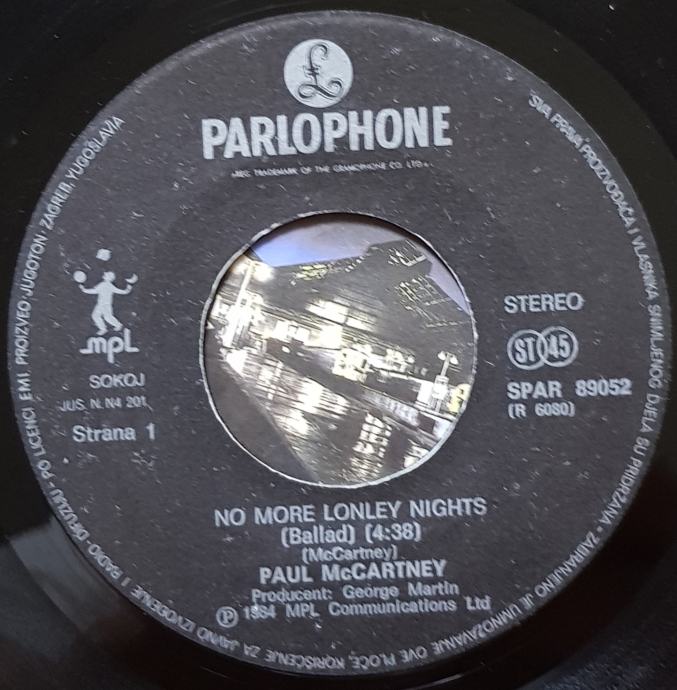 PARLOPHONE
•REG. TRADEMARK OF THE GRAMOPHONE CO. LTD•
mpl
SOKOJ
JUS. N. N4 201
Strana 1
STEREO
ST 45
SPAR 89052
(R 6080)
NO MORE LONLEY NIGHTS
(Ballad) (4:38)
(McCartney)
PAUL McCARTNEY
Producent: George Martin
Ⓟ 1984 MPL Communications Ltd
PO LICENCI EMI PROIZVEO JUGOTON ZAGREB, YUGOSLAVIA
SVA PRAVA PROIZVOĐAČA I VLASNIKA SNIMLJENOG DJELA SU PRIDRŽANA • ZABRANJENO JE UMNOŽAVANJE OVE PLOČE, KORIŠĆENJE ZA JAVNO IZVOĐENJE I RADIO-DIFUZIJU